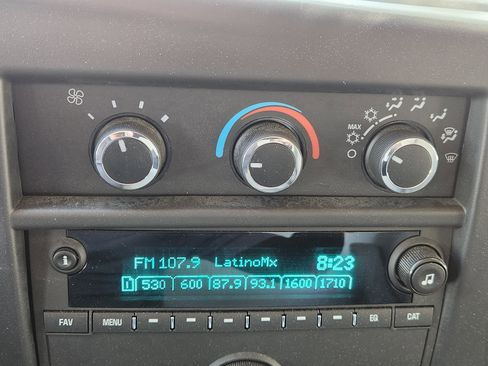 MAX
FM 107.9 LatinoMx 8:23
1 530 600 87.9 93.1 1600 1710
FAV MENU EQ CAT